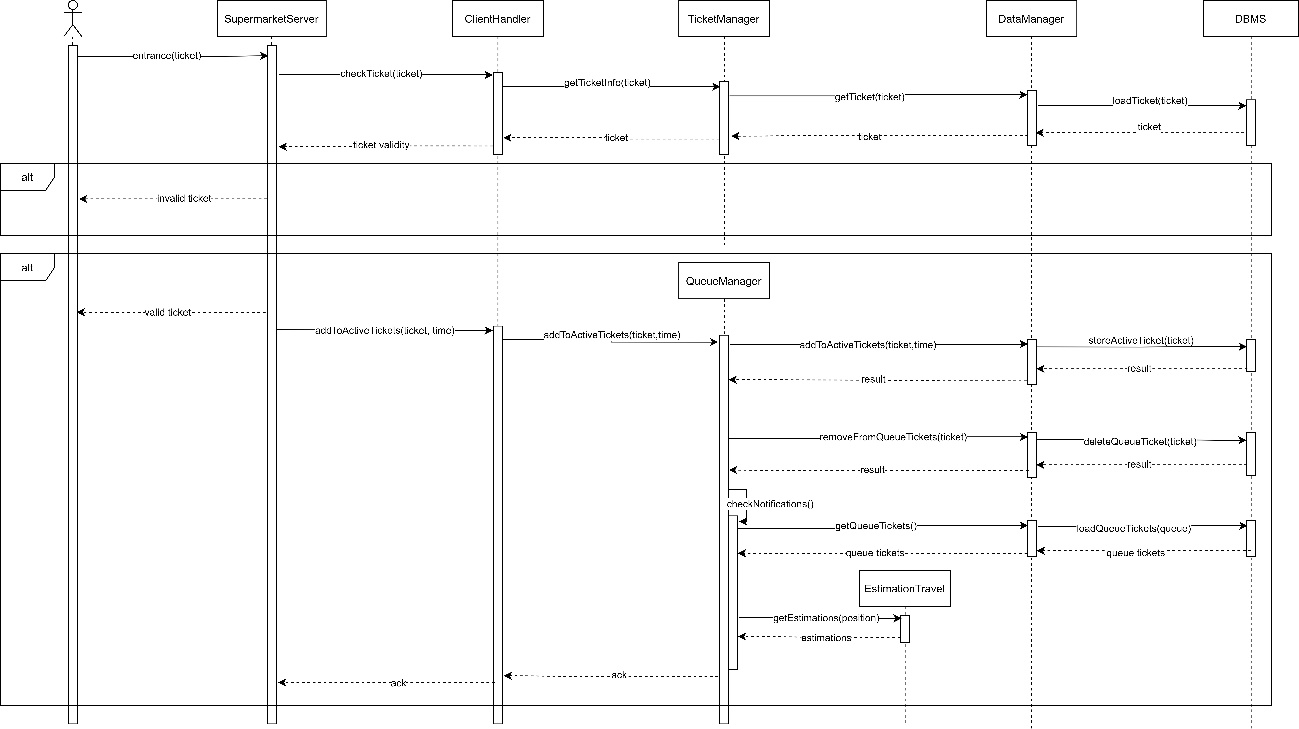 SupermarketServer
ClientHandler
TicketManager
DataManager
DBMS
entrance(ticket)
checkTicket(ticket)
getTicketInfo(ticket)
getTicket(ticket)
loadTicket(ticket)
ticket
ticket
ticket
ticket validity
alt
invalid ticket
alt
QueueManager
valid ticket
addToActiveTickets(ticket, time)
addToActiveTickets(ticket,time)
addToActiveTickets(ticket,time)
storeActiveTicket(ticket)
result
result
removeFromQueueTickets(ticket)
deleteQueueTicket(ticket)
result
result
checkNotifications()
getQueueTickets()
loadQueueTickets(queue)
queue tickets
queue tickets
EstimationTravel
getEstimations(position)
estimations
ack
ack